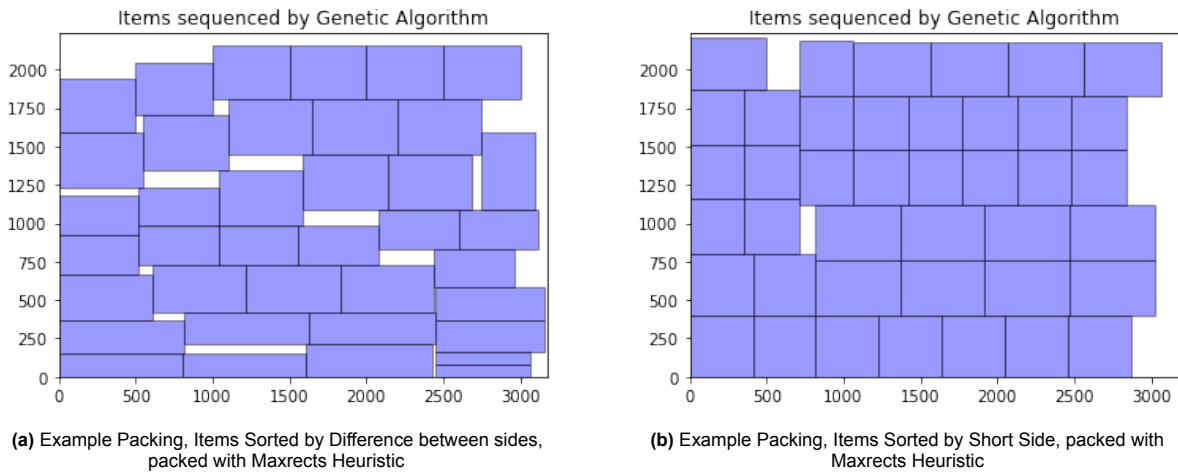 Items sequenced by Genetic Algorithm
2000
1750
1500
1250
1000
750
500
250
0
0 500 1000 1500 2000 2500 3000
(a) Example Packing, Items Sorted by Difference between sides,
packed with Maxrects Heuristic
Items sequenced by Genetic Algorithm
2000
1750
1500
1250
1000
750
500
250
0
0 500 1000 1500 2000 2500 3000
(b) Example Packing, Items Sorted by Short Side, packed with
Maxrects Heuristic